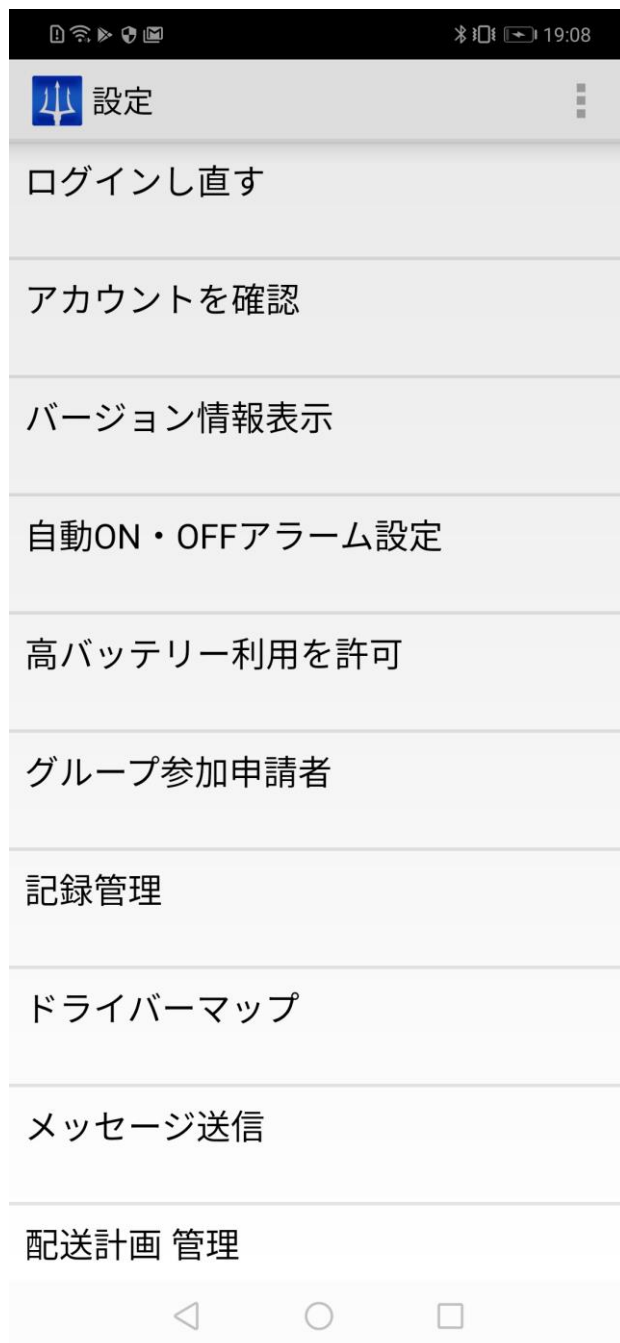 19:08
設定
ログインし直す
アカウントを確認
バージョン情報表示
自動ON・OFFアラーム設定
高バッテリー利用を許可
グループ参加申請者
記録管理
ドライバーマップ
メッセージ送信
配送計画 管理